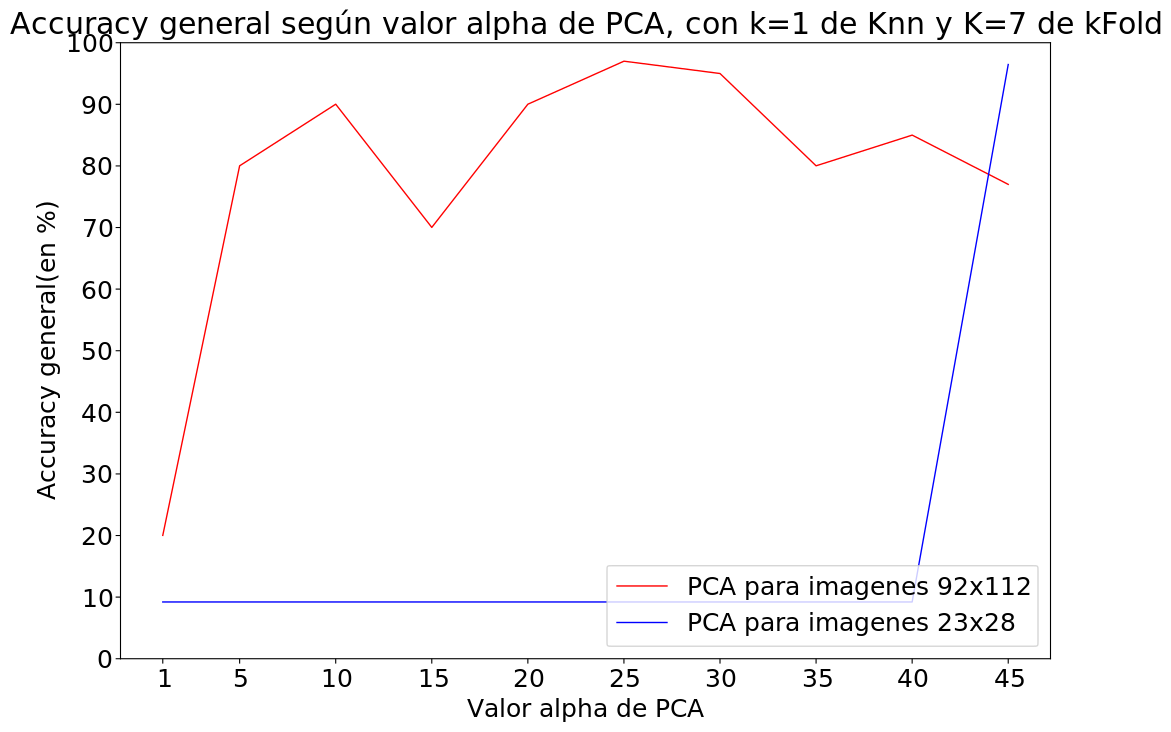 Accuracy general según valor alpha de PCA, con k=1 de Knn y K=7 de kFold
100
90
80
70
60
50
40
30
20
10
0
Accuracy general(en %)
PCA para imagenes 92x112
PCA para imagenes 23x28
1 5 10 15 20 25 30 35 40 45
Valor alpha de PCA